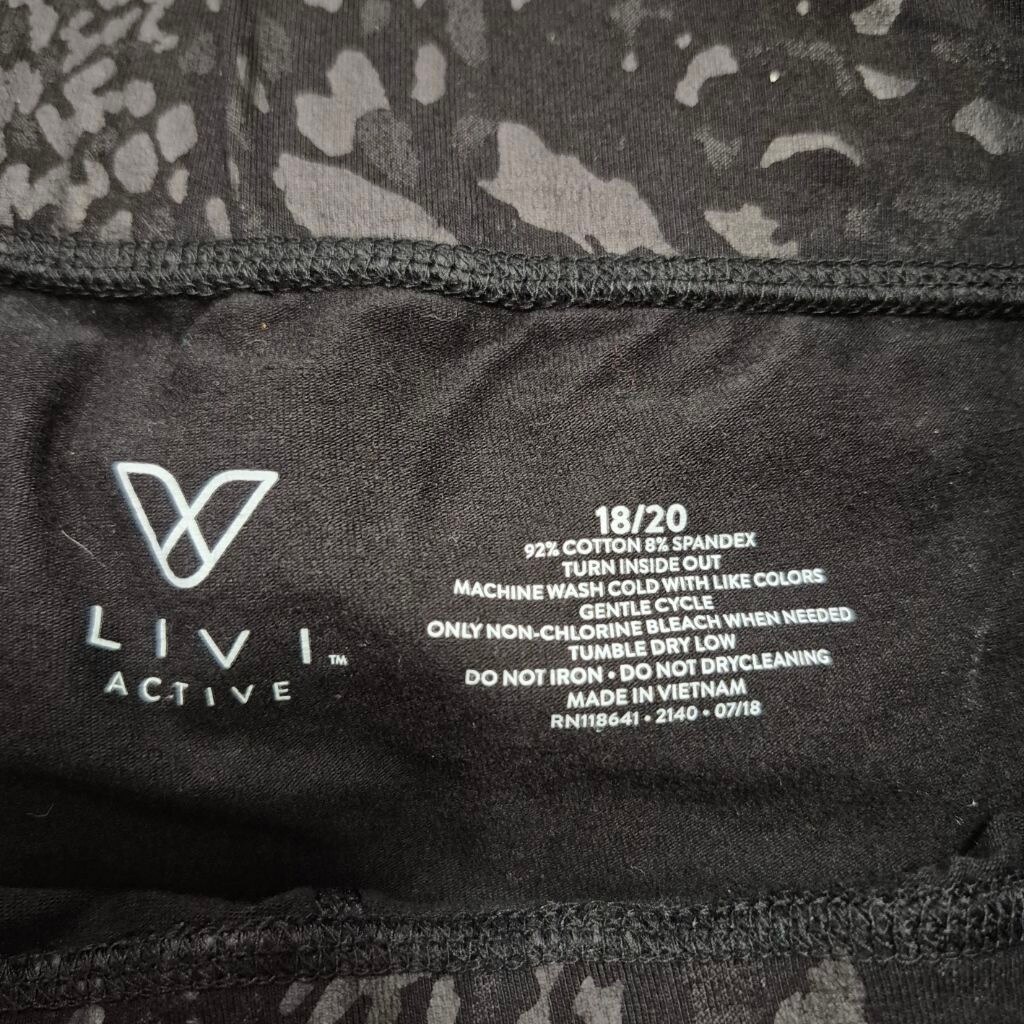 LIVI™
ACTIVE
18/20
92% COTTON 8% SPANDEX
TURN INSIDE OUT
MACHINE WASH COLD WITH LIKE COLORS
GENTLE CYCLE
ONLY NON-CHLORINE BLEACH WHEN NEEDED
TUMBLE DRY LOW
DO NOT IRON • DO NOT DRYCLEANING
MADE IN VIETNAM
RN118641 • 2140 • 07/18